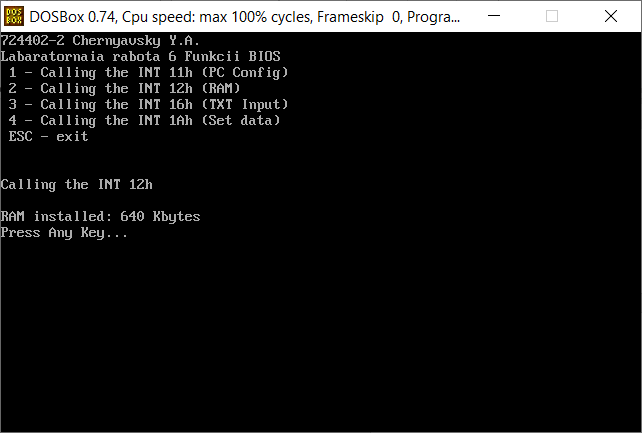 DOSBox 0.74, Cpu speed: max 100% cycles, Frameskip 0, Progra...
724402-2 Chernyavsky Y.A.
Labaratornaia rabota 6 Funkcii BIOS
1 - Calling the INT 11h (PC Config)
2 - Calling the INT 12h (RAM)
3 - Calling the INT 16h (TXT Input)
4 - Calling the INT 1Ah (Set data)
ESC - exit
Calling the INT 12h
RAM installed: 640 Kbytes
Press Any Key...